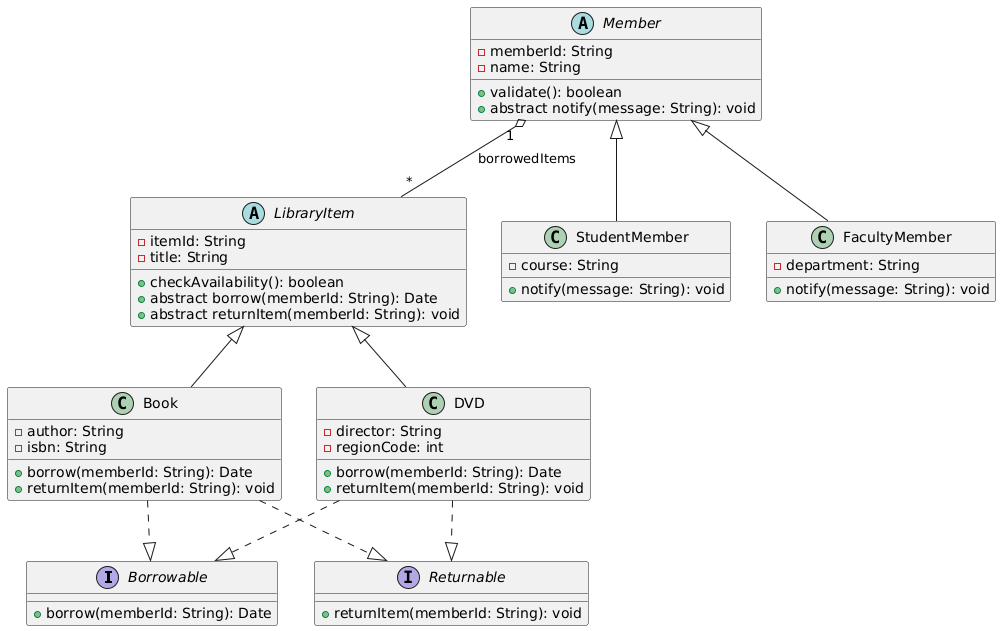 A Member
memberId: String
name: String
validate(): boolean
abstract notify(message: String): void
1
borrowedItems
*
A LibraryItem
itemId: String
title: String
checkAvailability(): boolean
abstract borrow(memberId: String): Date
abstract returnItem(memberId: String): void
C StudentMember
course: String
notify(message: String): void
C FacultyMember
department: String
notify(message: String): void
C Book
author: String
isbn: String
borrow(memberId: String): Date
returnItem(memberId: String): void
C DVD
director: String
regionCode: int
borrow(memberId: String): Date
returnItem(memberId: String): void
I Borrowable
borrow(memberId: String): Date
I Returnable
returnItem(memberId: String): void